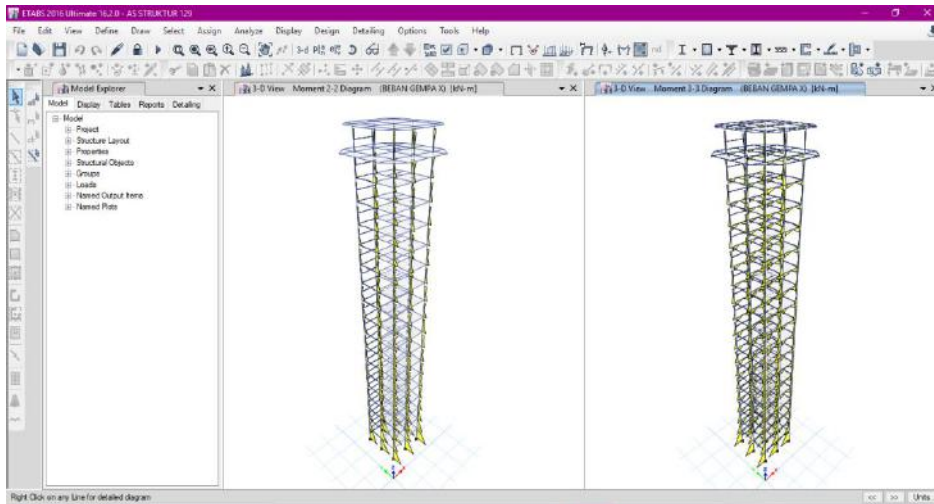 ETABS 2016 Ultimate 16.2.0 - AS STRUKTUR 129
File Edit View Define Draw Select Assign Analyze Display Design Detailing Options Tools Help
Model Explorer
Model Display Tables Reports Detailing
Model
Project
Structure Layout
Properties
Structural Objects
Groups
Loads
Named Output Items
Named Plots
3-D View Moment 2-2 Diagram (BEBAN GEMPA X) [kN-m]
3-D View Moment 3-3 Diagram (BEBAN GEMPA X) [kN-m]
Right Click on any Line for detailed diagram
<< >> Units